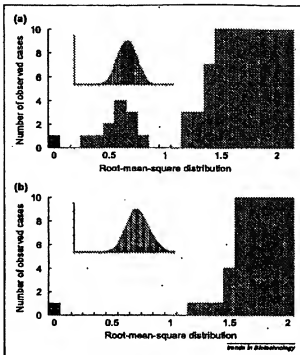 (a)
10
8
6
4
2
0
Number of observed cases
0 0.5 1 1.5 2
Root-mean-square distribution
(b)
10
8
6
4
2
0
Number of observed cases
0 0.5 1 1.5 2
Root-mean-square distribution
trends in Biotechnology